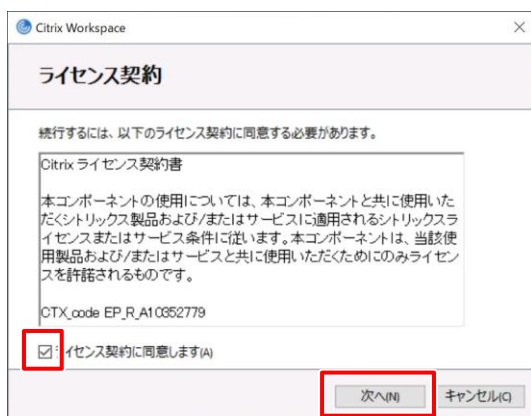 Citrix Workspace
ライセンス契約
続行するには、以下のライセンス契約に同意する必要があります。
Citrix ライセンス契約書
本コンポーネントの使用については、本コンポーネントと共に使用いた
だくシトリックス製品および/またはサービスに適用されるシトリックスラ
イセンスまたはサービス条件に従います。本コンポーネントは、当該使
用製品および/またはサービスと共に使用いただくためにのみライセン
スを許諾されるものです。
CTX_code EP_R_A10352779
ライセンス契約に同意します(A)
次へ(N)
キャンセル(C)